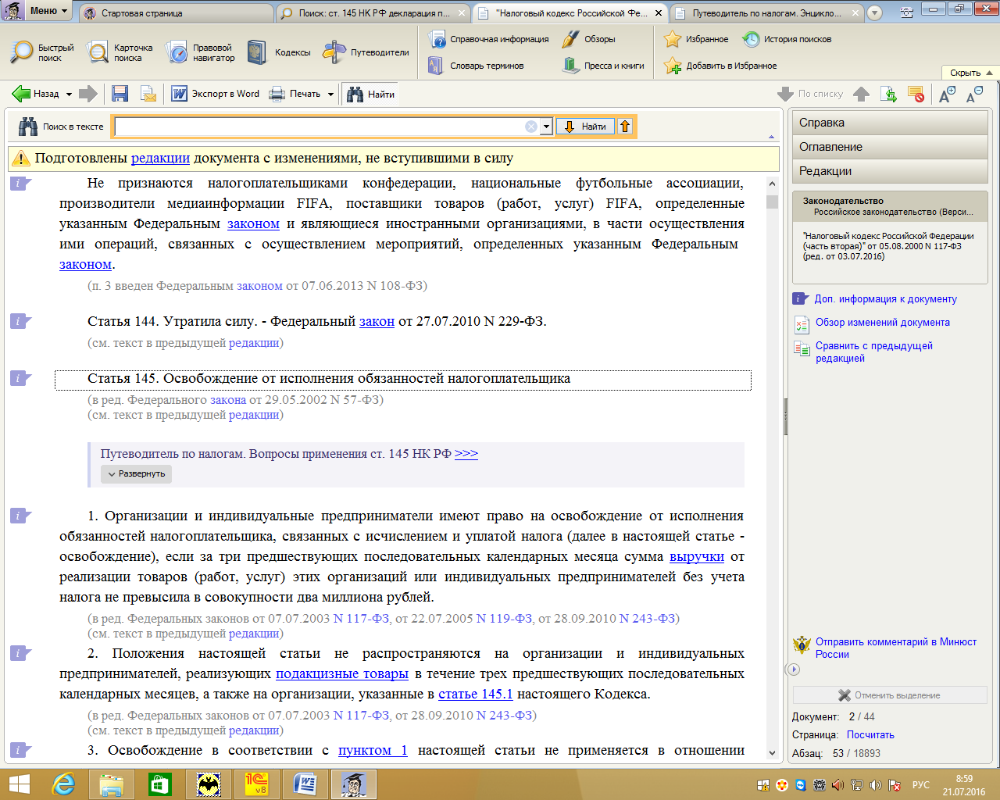 Меню
Стартовая страница
Поиск: ст. 145 НК РФ декларация п...
"Налоговый кодекс Российской Фе...
Путеводитель по налогам. Энцикло...
Быстрый поиск
Карточка поиска
Правовой навигатор
Кодексы
Путеводители
Справочная информация
Словарь терминов
Обзоры
Пресса и книги
Избранное
Добавить в Избранное
История поисков
Скрыть
Назад
Экспорт в Word
Печать
Найти
По списку
Поиск в тексте
Найти
Подготовлены редакции документа с изменениями, не вступившими в силу
Не признаются налогоплательщиками конфедерации, национальные футбольные ассоциации,
производители медиаинформации FIFA, поставщики товаров (работ, услуг) FIFA, определенные
указанным Федеральным законом и являющиеся иностранными организациями, в части осуществления
ими операций, связанных с осуществлением мероприятий, определенных указанным Федеральным
законом.
(п. 3 введен Федеральным законом от 07.06.2013 N 108-ФЗ)
Статья 144. Утратила силу. - Федеральный закон от 27.07.2010 N 229-ФЗ.
(см. текст в предыдущей редакции)
Статья 145. Освобождение от исполнения обязанностей налогоплательщика
(в ред. Федерального закона от 29.05.2002 N 57-ФЗ)
(см. текст в предыдущей редакции)
Путеводитель по налогам. Вопросы применения ст. 145 НК РФ >>>
Развернуть
1. Организации и индивидуальные предприниматели имеют право на освобождение от исполнения
обязанностей налогоплательщика, связанных с исчислением и уплатой налога (далее в настоящей статье -
освобождение), если за три предшествующих последовательных календарных месяца сумма выручки от
реализации товаров (работ, услуг) этих организаций или индивидуальных предпринимателей без учета
налога не превысила в совокупности два миллиона рублей.
(в ред. Федеральных законов от 07.07.2003 N 117-ФЗ, от 22.07.2005 N 119-ФЗ, от 28.09.2010 N 243-ФЗ)
(см. текст в предыдущей редакции)
2. Положения настоящей статьи не распространяются на организации и индивидуальных
предпринимателей, реализующих подакцизные товары в течение трех предшествующих последовательных
календарных месяцев, а также на организации, указанные в статье 145.1 настоящего Кодекса.
(в ред. Федеральных законов от 07.07.2003 N 117-ФЗ, от 28.09.2010 N 243-ФЗ)
(см. текст в предыдущей редакции)
3. Освобождение в соответствии с пунктом 1 настоящей статьи не применяется в отношении
Справка
Оглавление
Редакции
Законодательство
Российское законодательство (Верси...
"Налоговый кодекс Российской Федерации
(часть вторая)" от 05.08.2000 N 117-ФЗ
(ред. от 03.07.2016)
Доп. информация к документу
Обзор изменений документа
Сравнить с предыдущей
редакцией
Отправить комментарий в Минюст
России
Отменить выделение
Документ: 2 / 44
Страница: Посчитать
Абзац: 53 / 18893
РУС
8:59
21.07.2016